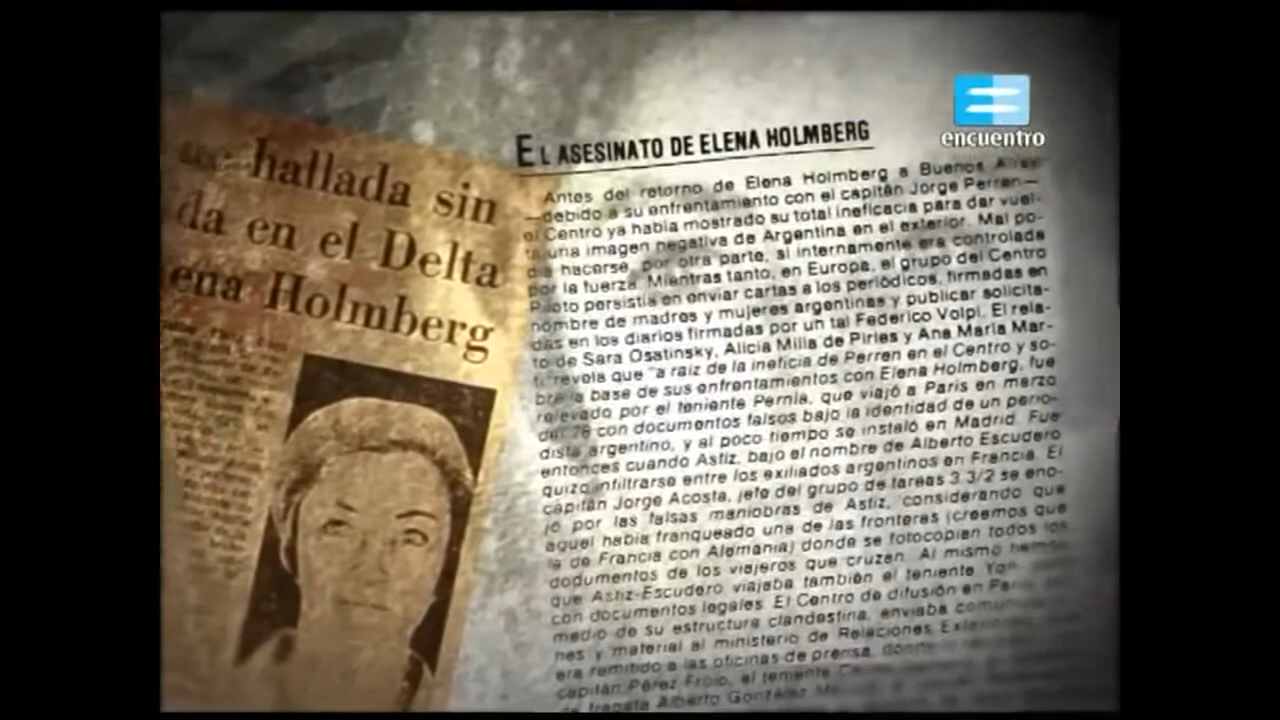 hallada sin
da en el Delta
ena Holmberg
EL ASESINATO DE ELENA HOLMBERG
encuentro
Antes del retorno de Elena Holmberg a Buenos Aires
—debido a su enfrentamiento con el capitán Jorge Perren—
el Centro ya había mostrado su total ineficacia para dar vuel-
ta una imagen negativa de Argentina en el exterior. Mal po-
día hacerse, por otra parte, si internamente era controlada
por la fuerza. Mientras tanto, en Europa, el grupo del Centro
Piloto persistía en enviar cartas a los periódicos, firmadas en
nombre de madres y mujeres argentinas y publicar solicita-
das en los diarios firmadas por un tal Federico Volpi. El rela-
to de Sara Osatinsky, Alicia Milia de Pirles y Ana María Mar-
ti revela que "a raíz de la ineficia de Perren en el Centro y so-
bre la base de sus enfrentamientos con Elena Holmberg, fue
relevado por el teniente Pernía, que viajó a París en marzo
del 78 con documentos falsos bajo la identidad de un perio-
dista argentino, y al poco tiempo se instaló en Madrid. Fue
entonces cuando Astiz, bajo el nombre de Alberto Escudero
quizo infiltrarse entre los exiliados argentinos en Francia. El
capitán Jorge Acosta, jefe del grupo de tareas 3 3/2 se eno-
jó por las falsas maniobras de Astiz, considerando que
aquel había franqueado una de las fronteras (creemos que
la de Francia con Alemania) donde se fotocopian todos los
dodumentos de los viajeros que cruzan. Al mismo tiempo
que Astiz-Escudero viajaba también el teniente
con documentos legales. El Centro de difusión en
medio de su estructura clandestina, enviaba
nes y material al ministerio de Relaciones
era remitido a las oficinas de prensa,
capitán Pérez Froio, el teniente
de fragata Alberto González